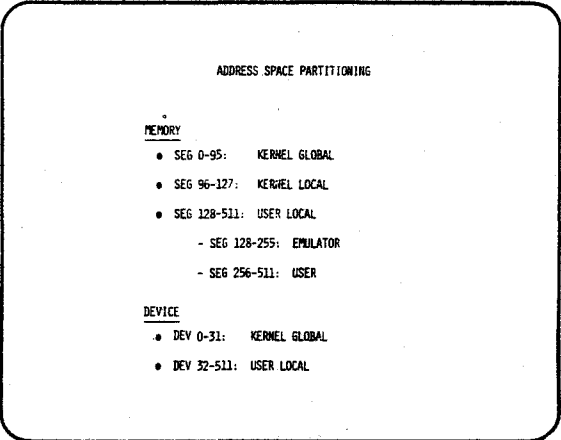 ADDRESS SPACE PARTITIONING
MEMORY
• SEG 0-95: KERNEL GLOBAL
• SEG 96-127: KERNEL LOCAL
• SEG 128-511: USER LOCAL
- SEG 128-255: EMULATOR
- SEG 256-511: USER
DEVICE
• DEV 0-31: KERNEL GLOBAL
• DEV 32-511: USER LOCAL